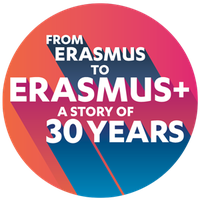 FROM
ERASMUS
TO
ERASMUS+
A STORY OF
30 YEARS